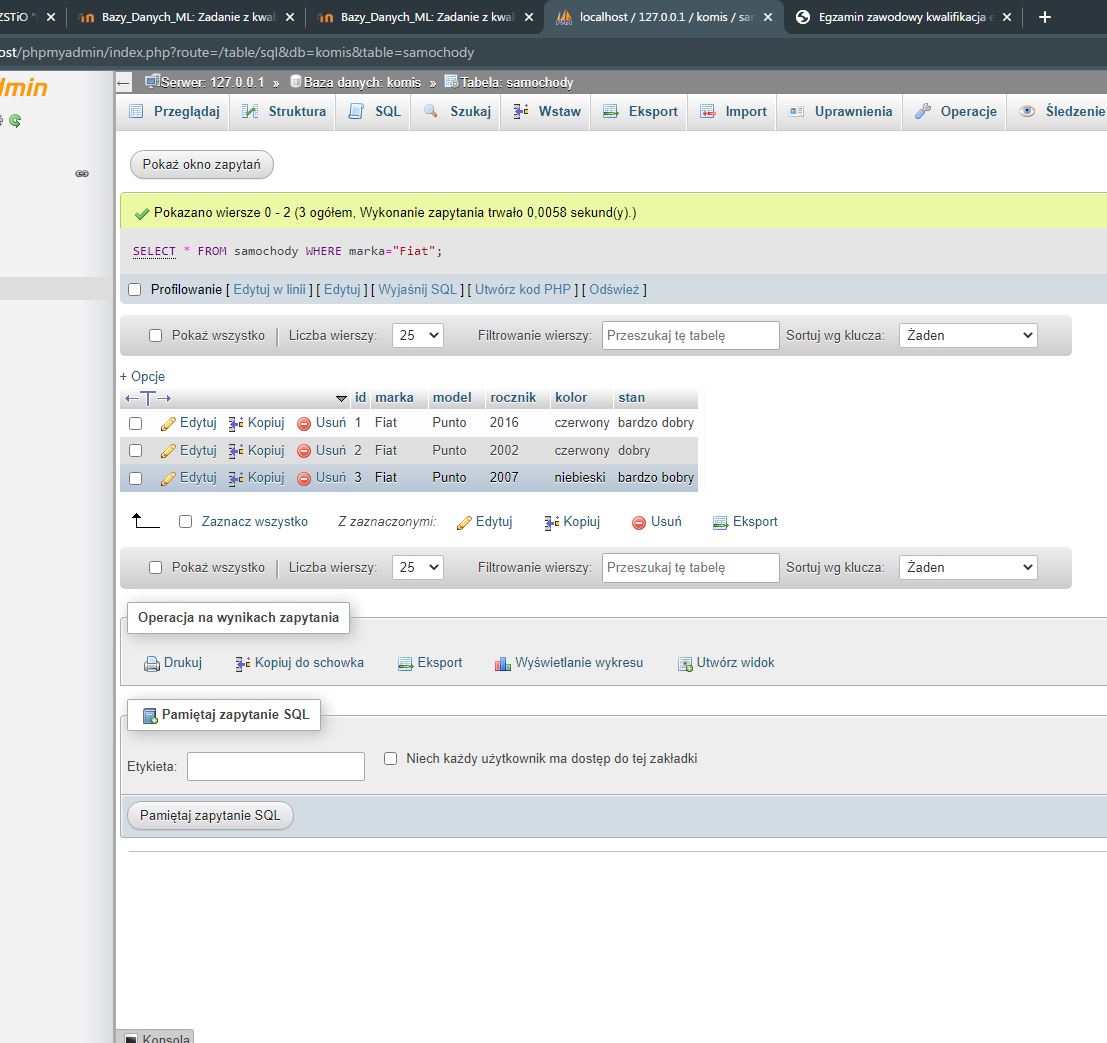 ZSTiO "
Bazy_Danych_ML: Zadanie z kwal
Bazy_Danych_ML: Zadanie z kwal
localhost / 127.0.0.1 / komis / sar
Egzamin zawodowy kwalifikacja e
ost/phpmyadmin/index.php?route=/table/sql&db=komis&table=samochody
dmin
Serwer: 127.0.0.1 » Baza danych: komis » Tabela: samochody
Przeglądaj Struktura SQL Szukaj Wstaw Eksport Import Uprawnienia Operacje Śledzenie
Pokaż okno zapytań
Pokazano wiersze 0 - 2 (3 ogółem, Wykonanie zapytania trwało 0,0058 sekund(y).)
SELECT * FROM samochody WHERE marka="Fiat";
Profilowanie [ Edytuj w linii ] [ Edytuj ] [ Wyjaśnij SQL ] [ Utwórz kod PHP ] [ Odśwież ]
Pokaż wszystko | Liczba wierszy: 25 Filtrowanie wierszy: Przeszukaj tę tabelę Sortuj wg klucza: Żaden
+ Opcje
←T→ id marka model rocznik kolor stan
Edytuj Kopiuj Usuń 1 Fiat Punto 2016 czerwony bardzo dobry
Edytuj Kopiuj Usuń 2 Fiat Punto 2002 czerwony dobry
Edytuj Kopiuj Usuń 3 Fiat Punto 2007 niebieski bardzo bobry
Zaznacz wszystko Z zaznaczonymi: Edytuj Kopiuj Usuń Eksport
Pokaż wszystko | Liczba wierszy: 25 Filtrowanie wierszy: Przeszukaj tę tabelę Sortuj wg klucza: Żaden
Operacja na wynikach zapytania
Drukuj Kopiuj do schowka Eksport Wyświetlanie wykresu Utwórz widok
Pamiętaj zapytanie SQL
Etykieta: Niech każdy użytkownik ma dostęp do tej zakładki
Pamiętaj zapytanie SQL
Konsola